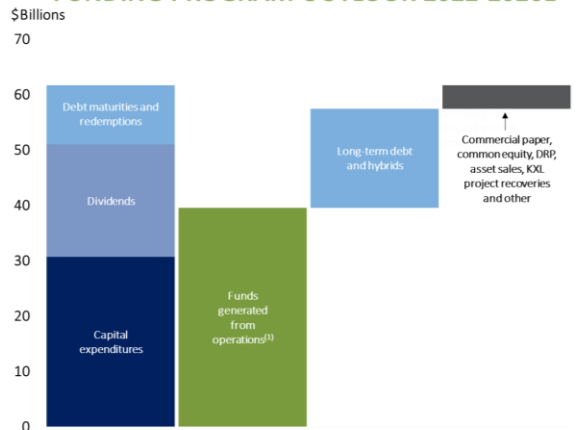 $Billions
70
60
50
40
30
20
10
0
Debt maturities and
redemptions
Dividends
Capital
expenditures
Funds
generated
from
operations(1)
Long-term debt
and hybrids
Commercial paper,
common equity, DRP,
asset sales, KXL
project recoveries
and other